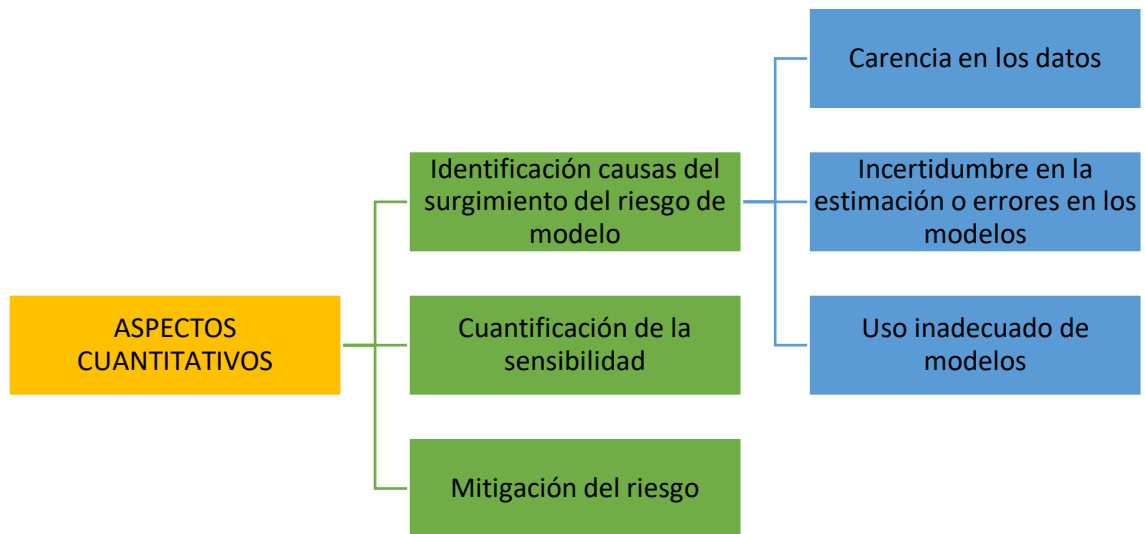 ASPECTOS
CUANTITATIVOS
Identificación causas del
surgimiento del riesgo de
modelo
Cuantificación de la
sensibilidad
Mitigación del riesgo
Carencia en los datos
Incertidumbre en la
estimación o errores en los
modelos
Uso inadecuado de
modelos